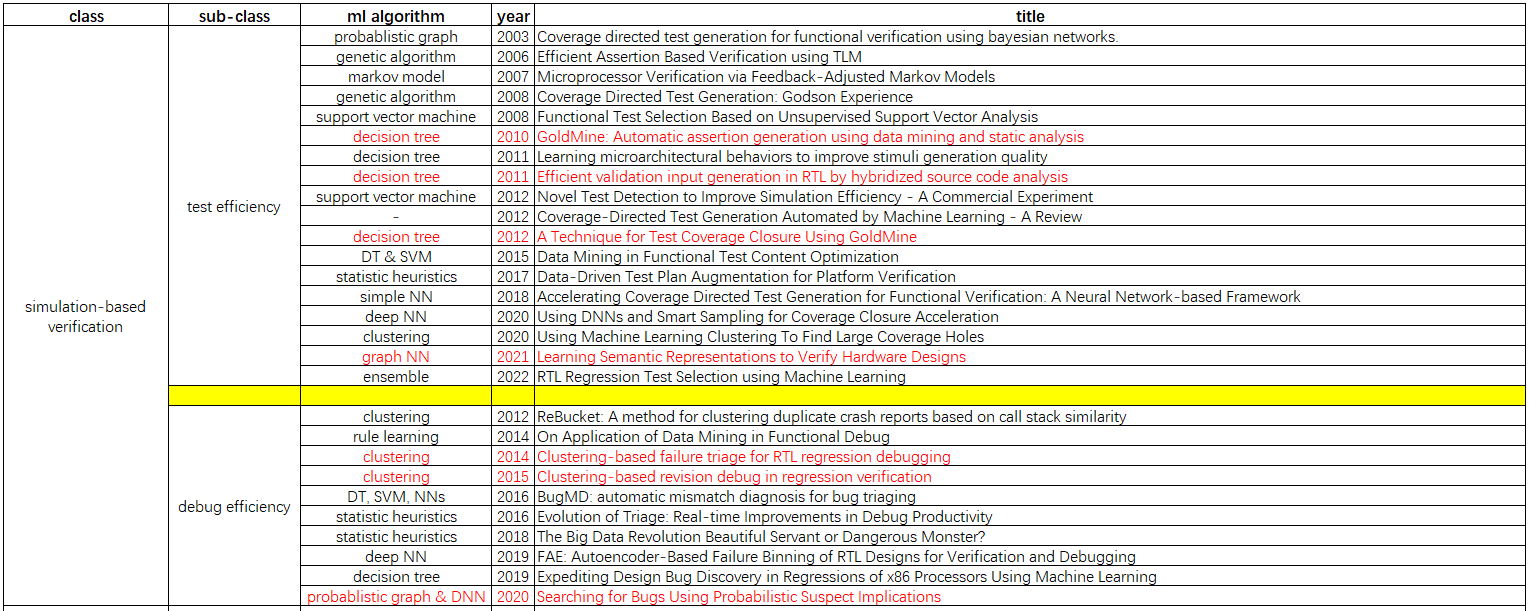 class sub-class ml algorithm year title
probablistic graph 2003 Coverage directed test generation for functional verification using bayesian networks.
genetic algorithm 2006 Efficient Assertion Based Verification using TLM
markov model 2007 Microprocessor Verification via Feedback-Adjusted Markov Models
genetic algorithm 2008 Coverage Directed Test Generation: Godson Experience
support vector machine 2008 Functional Test Selection Based on Unsupervised Support Vector Analysis
decision tree 2010 GoldMine: Automatic assertion generation using data mining and static analysis
decision tree 2011 Learning microarchitectural behaviors to improve stimuli generation quality
decision tree 2011 Efficient validation input generation in RTL by hybridized source code analysis
support vector machine 2012 Novel Test Detection to Improve Simulation Efficiency - A Commercial Experiment
test efficiency
- 2012 Coverage-Directed Test Generation Automated by Machine Learning - A Review
decision tree 2012 A Technique for Test Coverage Closure Using GoldMine
DT & SVM 2015 Data Mining in Functional Test Content Optimization
statistic heuristics 2017 Data-Driven Test Plan Augmentation for Platform Verification
simple NN 2018 Accelerating Coverage Directed Test Generation for Functional Verification: A Neural Network-based Framework
simulation-based
verification
deep NN 2020 Using DNNs and Smart Sampling for Coverage Closure Acceleration
clustering 2020 Using Machine Learning Clustering To Find Large Coverage Holes
graph NN 2021 Learning Semantic Representations to Verify Hardware Designs
ensemble 2022 RTL Regression Test Selection using Machine Learning
clustering 2012 ReBucket: A method for clustering duplicate crash reports based on call stack similarity
rule learning 2014 On Application of Data Mining in Functional Debug
clustering 2014 Clustering-based failure triage for RTL regression debugging
clustering 2015 Clustering-based revision debug in regression verification
DT, SVM, NNs 2016 BugMD: automatic mismatch diagnosis for bug triaging
debug efficiency
statistic heuristics 2016 Evolution of Triage: Real-time Improvements in Debug Productivity
statistic heuristics 2018 The Big Data Revolution Beautiful Servant or Dangerous Monster?
deep NN 2019 FAE: Autoencoder-Based Failure Binning of RTL Designs for Verification and Debugging
decision tree 2019 Expediting Design Bug Discovery in Regressions of x86 Processors Using Machine Learning
probablistic graph & DNN 2020 Searching for Bugs Using Probabilistic Suspect Implications